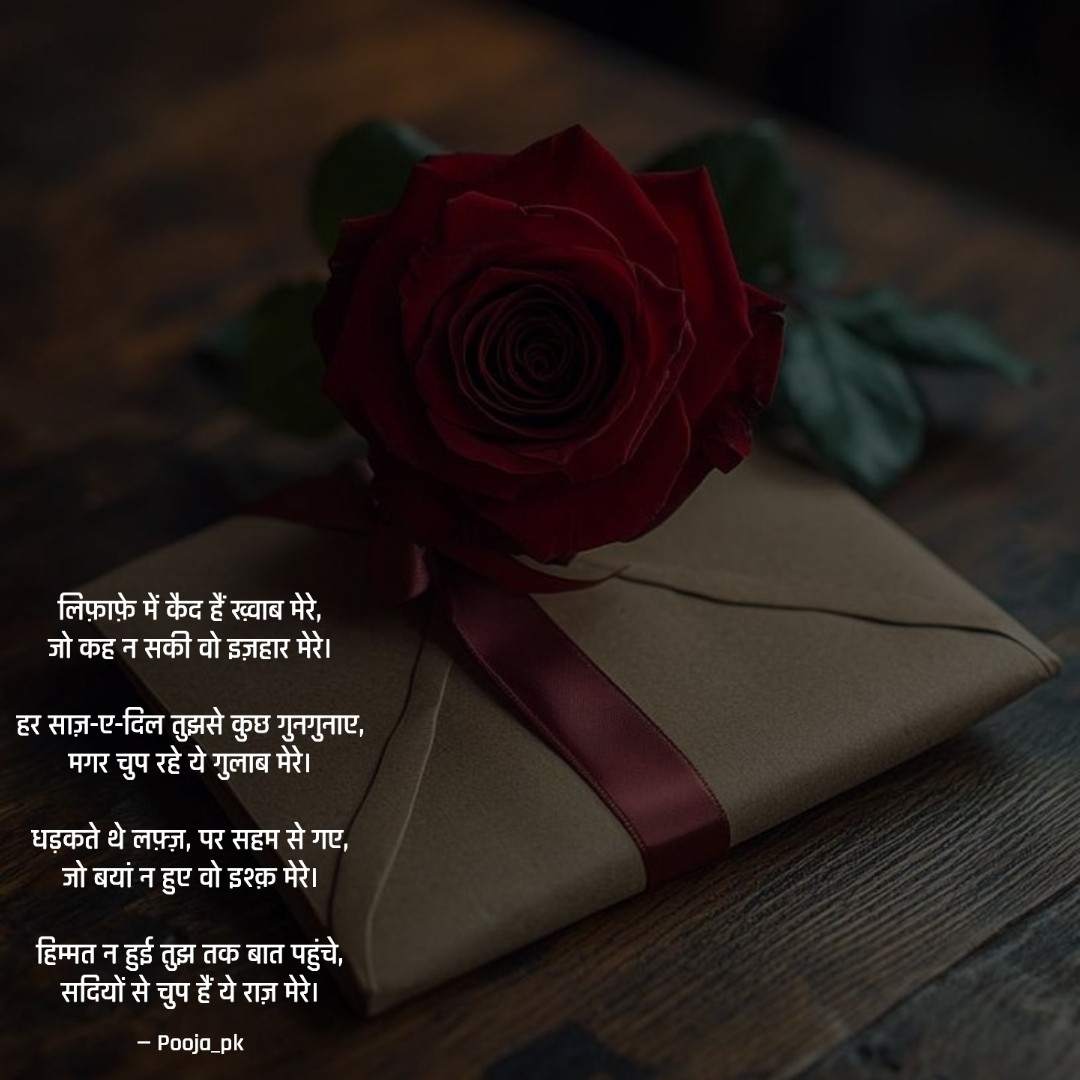 लिफ़ाफ़े में कैद हैं ख़्वाब मेरे,
जो कह न सकी वो इज़हार मेरे।
हर साज़-ए-दिल तुझसे कुछ गुनगुनाए,
मगर चुप रहे ये गुलाब मेरे।
धड़कते थे लफ़्ज़, पर सहम से गए,
जो बयां न हुए वो इश्क़ मेरे।
हिम्मत न हुई तुझ तक बात पहुंचे,
सदियों से चुप हैं ये राज़ मेरे।
– Pooja_pk